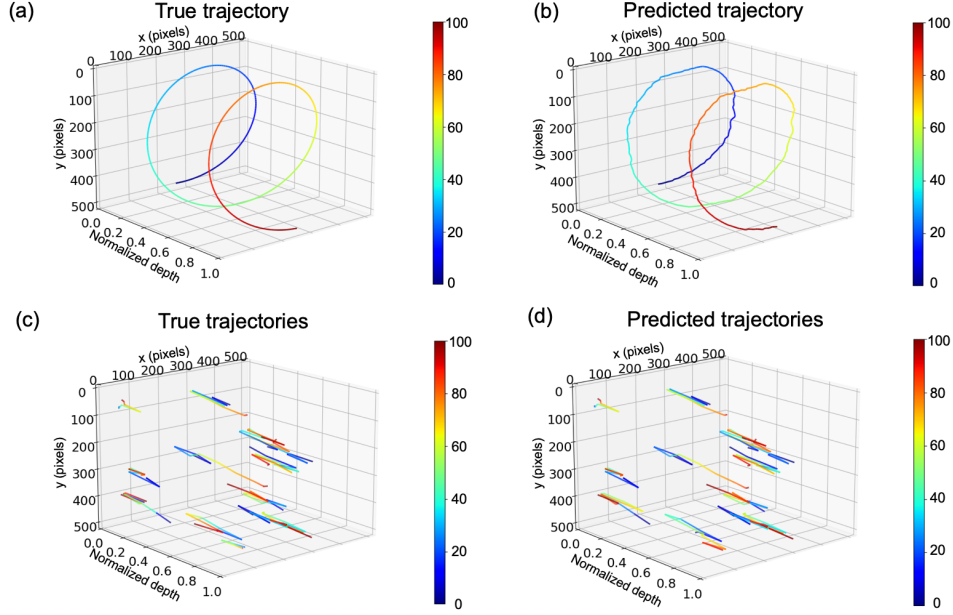 (a)
True trajectory
x (pixels)
0 100 200 300 400 500
0
100
200
300
400
500
y (pixels)
0.0 0.2 0.4 0.6 0.8 1.0
Normalized depth
100
80
60
40
20
0
(b)
Predicted trajectory
x (pixels)
0 100 200 300 400 500
0
100
200
300
400
500
y (pixels)
0.0 0.2 0.4 0.6 0.8 1.0
Normalized depth
100
80
60
40
20
0
(c)
True trajectories
x (pixels)
0 100 200 300 400 500
0
100
200
300
400
500
y (pixels)
0.0 0.2 0.4 0.6 0.8 1.0
Normalized depth
100
80
60
40
20
0
(d)
Predicted trajectories
x (pixels)
0 100 200 300 400 500
0
100
200
300
400
500
y (pixels)
0.0 0.2 0.4 0.6 0.8 1.0
Normalized depth
100
80
60
40
20
0